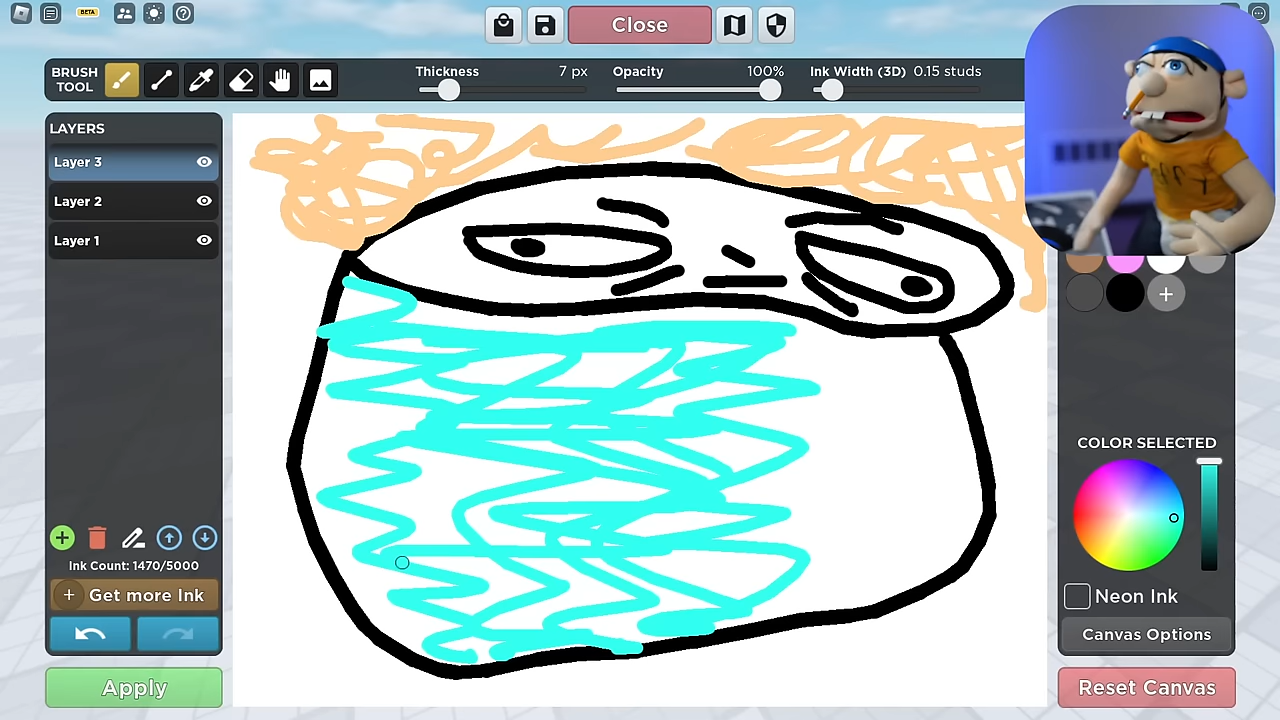 BETA
Close
BRUSH
TOOL
Thickness
7 px
Opacity
100%
Ink Width (3D)
0.15 studs
LAYERS
Layer 3
Layer 2
Layer 1
Ink Count: 1470/5000
+ Get more Ink
Apply
COLOR SELECTED
Neon Ink
Canvas Options
Reset Canvas